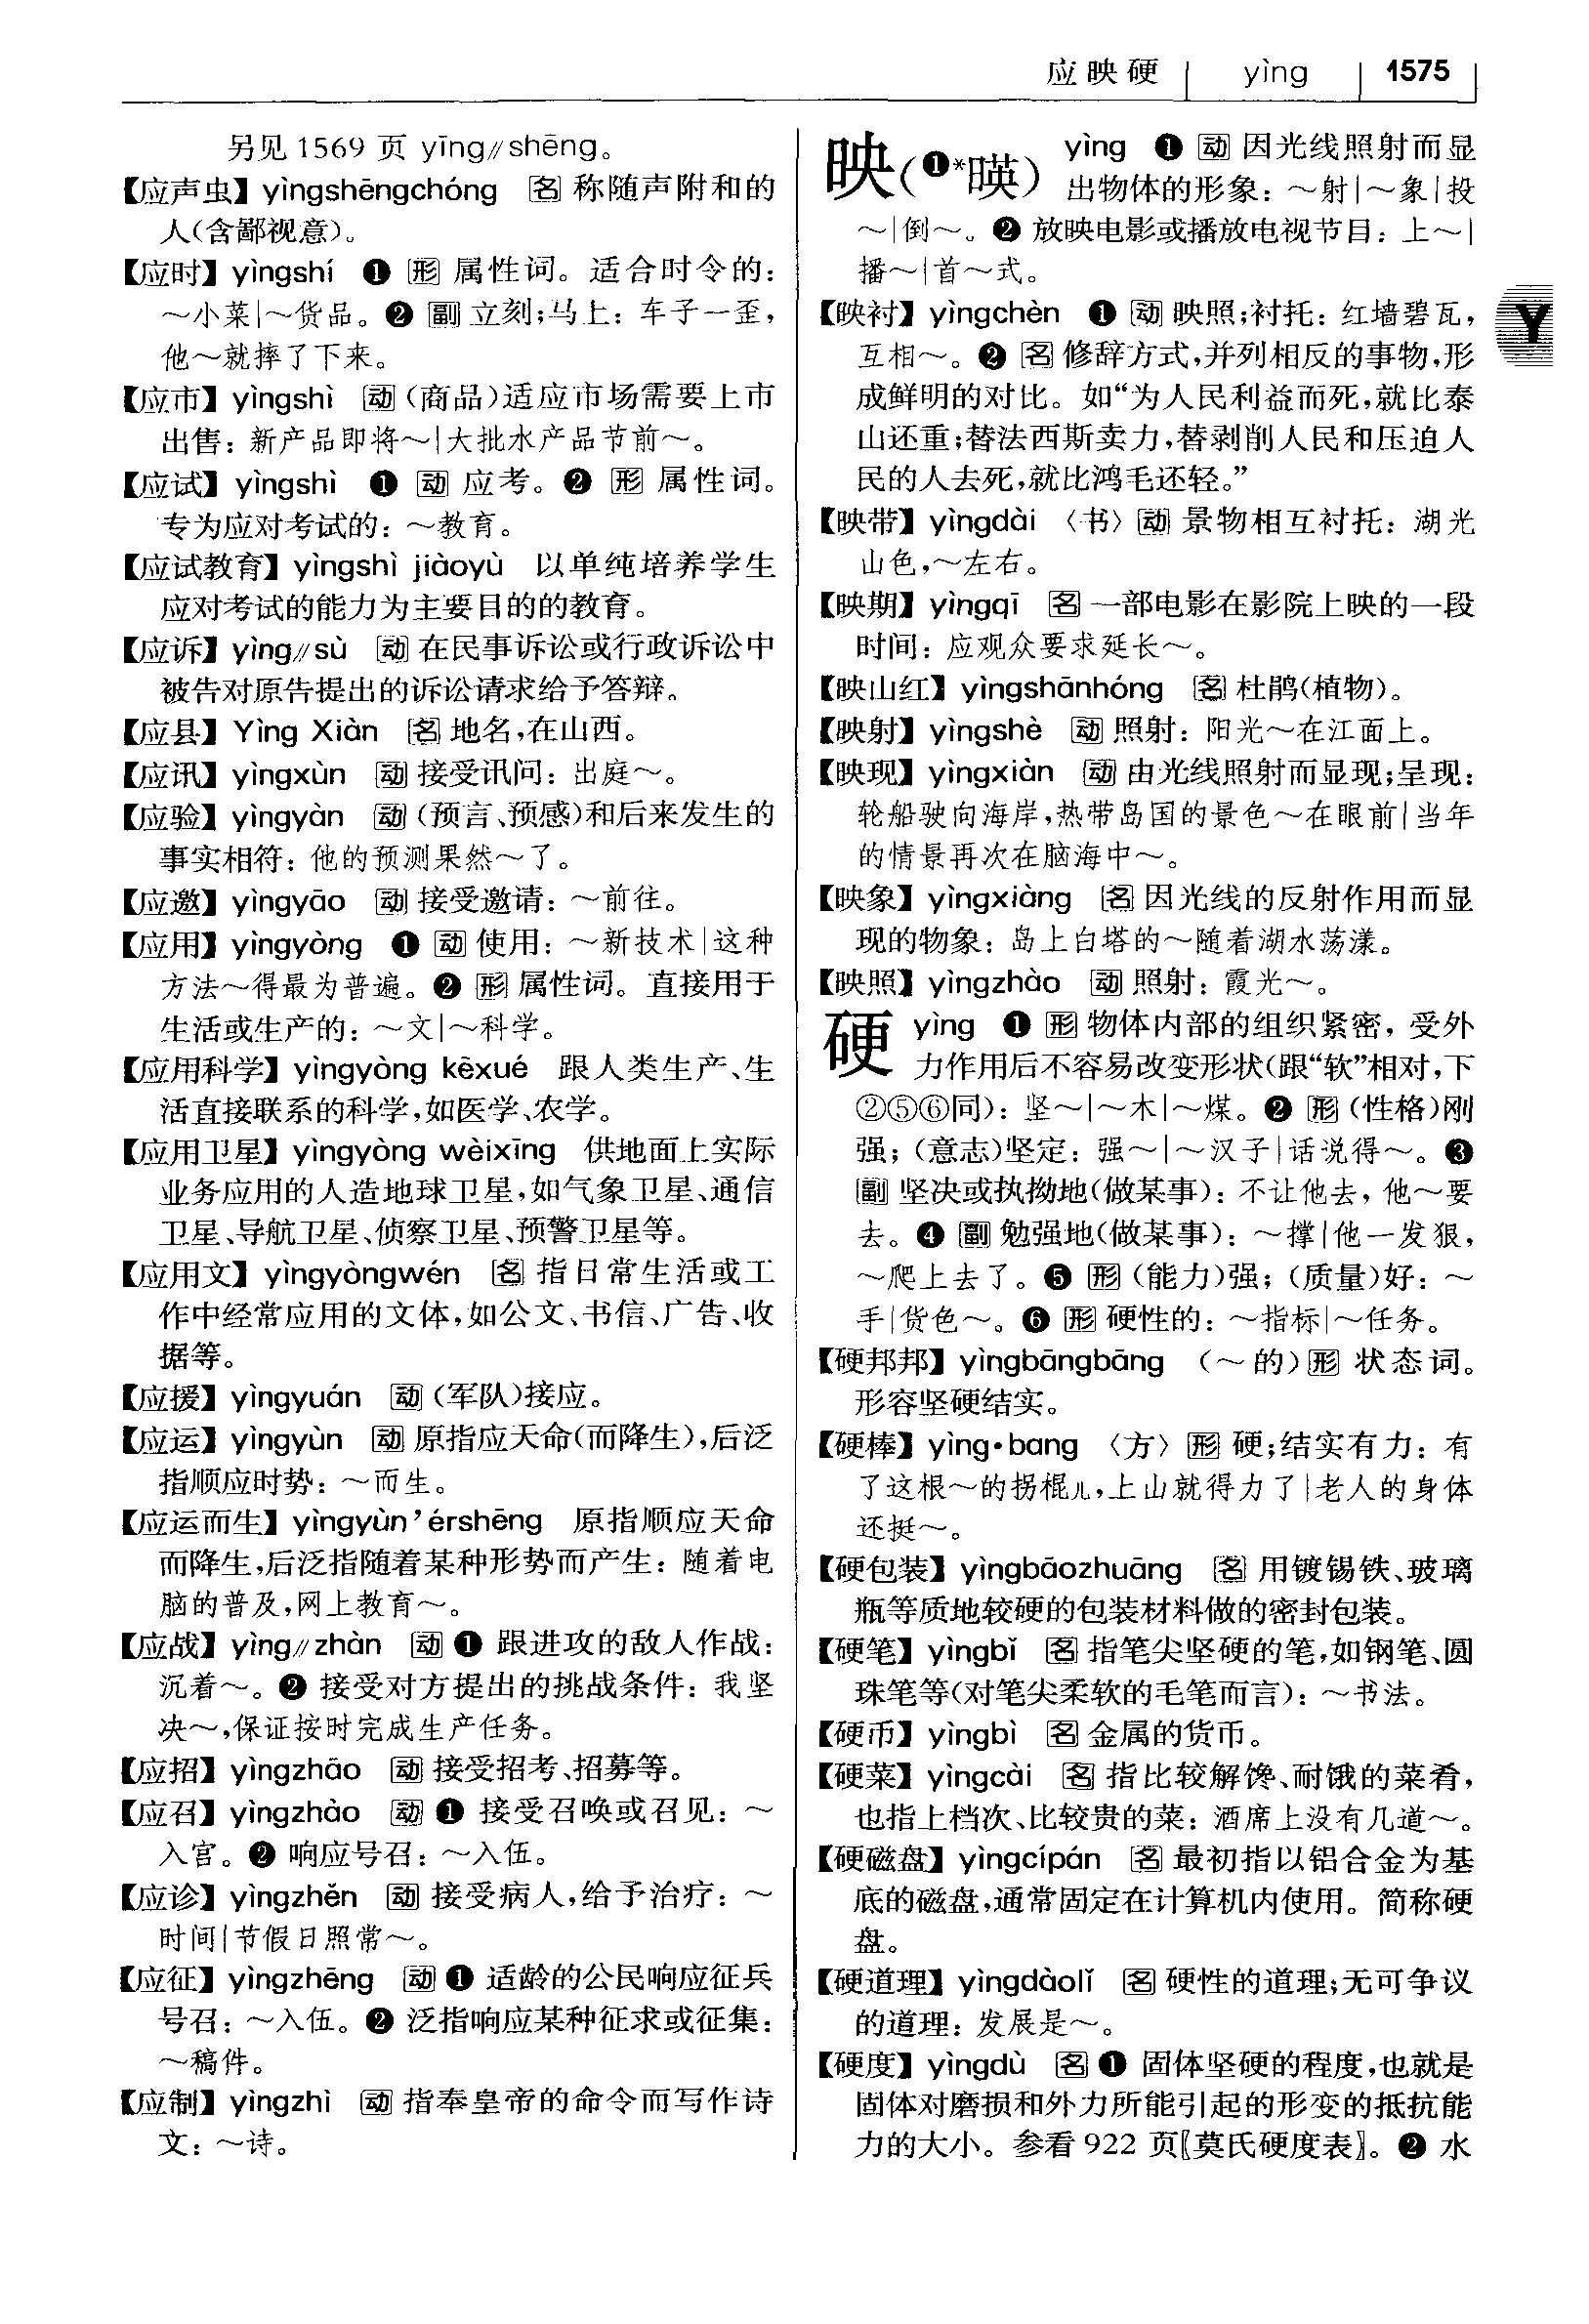 应 映 硬 | yìng | 1575
另见 1569 页 yīng∥shēng。
【应声虫】yìngshēngchóng 名 称随声附和的
人(含鄙视意)。
【应时】yìngshí ❶ 形 属性词。适合时令的：
～小菜|～货品。❷ 副 立刻;马上：车子一歪，
他～就摔了下来。
【应市】yìngshì 动 (商品)适应市场需要上市
出售：新产品即将～|大批水产品节前～。
【应试】yìngshì ❶ 动 应考。❷ 形 属性词。
专为应对考试的：～教育。
【应试教育】yìngshì jiàoyù 以单纯培养学生
应对考试的能力为主要目的的教育。
【应诉】yìng∥sù 动 在民事诉讼或行政诉讼中
被告对原告提出的诉讼请求给予答辩。
【应县】Yìng Xiàn 名 地名,在山西。
【应讯】yìngxùn 动 接受讯问：出庭～。
【应验】yìngyàn 动 (预言、预感)和后来发生的
事实相符：他的预测果然～了。
【应邀】yìngyāo 动 接受邀请：～前往。
【应用】yìngyòng ❶ 动 使用：～新技术|这种
方法～得最为普遍。❷ 形 属性词。直接用于
生活或生产的：～文|～科学。
【应用科学】yìngyòng kēxué 跟人类生产、生
活直接联系的科学,如医学、农学。
【应用卫星】yìngyòng wèixīng 供地面上实际
业务应用的人造地球卫星,如气象卫星、通信
卫星、导航卫星、侦察卫星、预警卫星等。
【应用文】yìngyòngwén 名 指日常生活或工
作中经常应用的文体,如公文、书信、广告、收
据等。
【应援】yìngyuán 动 (军队)接应。
【应运】yìngyùn 动 原指应天命(而降生),后泛
指顺应时势：～而生。
【应运而生】yìngyùn’érshēng 原指顺应天命
而降生,后泛指随着某种形势而产生：随着电
脑的普及,网上教育～。
【应战】yìng∥zhàn 动 ❶ 跟进攻的敌人作战：
沉着～。❷ 接受对方提出的挑战条件：我坚
决～,保证按时完成生产任务。
【应招】yìngzhāo 动 接受招考、招募等。
【应召】yìngzhào 动 ❶ 接受召唤或召见：～
入宫。❷ 响应号召：～入伍。
【应诊】yìngzhěn 动 接受病人,给予治疗：～
时间|节假日照常～。
【应征】yìngzhēng 动 ❶ 适龄的公民响应征兵
号召：～入伍。❷ 泛指响应某种征求或征集：
～稿件。
【应制】yìngzhì 动 指奉皇帝的命令而写作诗
文：～诗。
映(❶*暎) yìng ❶ 动 因光线照射而显
出物体的形象：～射|～象|投
～|倒～。❷ 放映电影或播放电视节目：上～|
播～|首～式。
【映衬】yìngchèn ❶ 动 映照;衬托：红墙碧瓦，
互相～。❷ 名 修辞方式,并列相反的事物,形
成鲜明的对比。如“为人民利益而死,就比泰
山还重;替法西斯卖力,替剥削人民和压迫人
民的人去死,就比鸿毛还轻。”
【映带】yìngdài 〈书〉动 景物相互衬托：湖光
山色,～左右。
【映期】yìngqī 名 一部电影在影院上映的一段
时间：应观众要求延长～。
【映山红】yìngshānhóng 名 杜鹃(植物)。
【映射】yìngshè 动 照射：阳光～在江面上。
【映现】yìngxiàn 动 由光线照射而显现;呈现：
轮船驶向海岸,热带岛国的景色～在眼前|当年
的情景再次在脑海中～。
【映象】yìngxiàng 名 因光线的反射作用而显
现的物象：岛上白塔的～随着湖水荡漾。
【映照】yìngzhào 动 照射：霞光～。
硬 yìng ❶ 形 物体内部的组织紧密，受外
力作用后不容易改变形状(跟“软”相对,下
②⑤⑥同)：坚～|～木|～煤。❷ 形 (性格)刚
强；(意志)坚定：强～|～汉子|话说得～。❸
副 坚决或执拗地(做某事)：不让他去，他～要
去。❹ 副 勉强地(做某事)：～撑|他一发狠，
～爬上去了。❺ 形 (能力)强；(质量)好：～
手|货色～。❻ 形 硬性的：～指标|～任务。
【硬邦邦】yìngbāngbāng (～的)形 状态词。
形容坚硬结实。
【硬棒】yìng•bang 〈方〉形 硬;结实有力：有
了这根～的拐棍儿,上山就得力了|老人的身体
还挺～。
【硬包装】yìngbāozhuāng 名 用镀锡铁、玻璃
瓶等质地较硬的包装材料做的密封包装。
【硬笔】yìngbǐ 名 指笔尖坚硬的笔,如钢笔、圆
珠笔等(对笔尖柔软的毛笔而言)：～书法。
【硬币】yìngbì 名 金属的货币。
【硬菜】yìngcài 名 指比较解馋、耐饿的菜肴，
也指上档次、比较贵的菜：酒席上没有几道～。
【硬磁盘】yìngcípán 名 最初指以铝合金为基
底的磁盘,通常固定在计算机内使用。简称硬
盘。
【硬道理】yìngdàolǐ 名 硬性的道理;无可争议
的道理：发展是～。
【硬度】yìngdù 名 ❶ 固体坚硬的程度,也就是
固体对磨损和外力所能引起的形变的抵抗能
力的大小。参看 922 页〖莫氏硬度表〗。❷ 水
Y